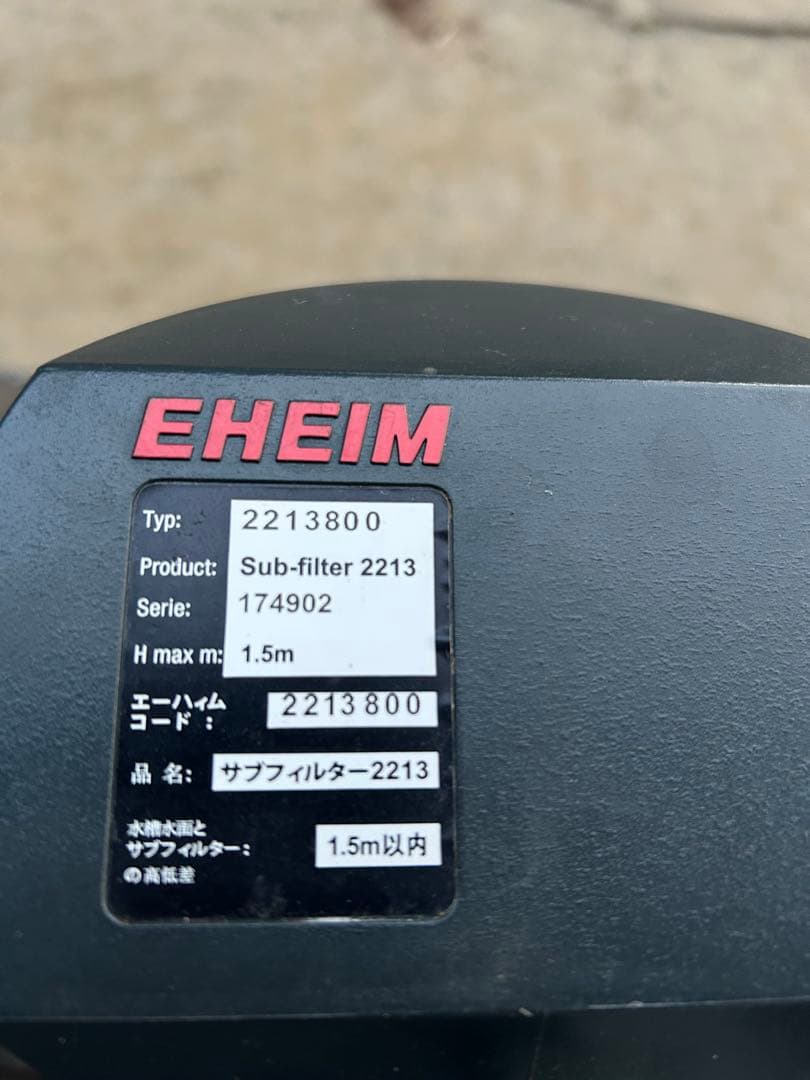 EHEIM
Typ: 2213800
Product: Sub-filter 2213
Serie: 174902
H max m: 1.5m
エーハイム
コード : 2213800
品 名: サブフィルター2213
水槽水面と
サブフィルター: 1.5m以内
の高低差